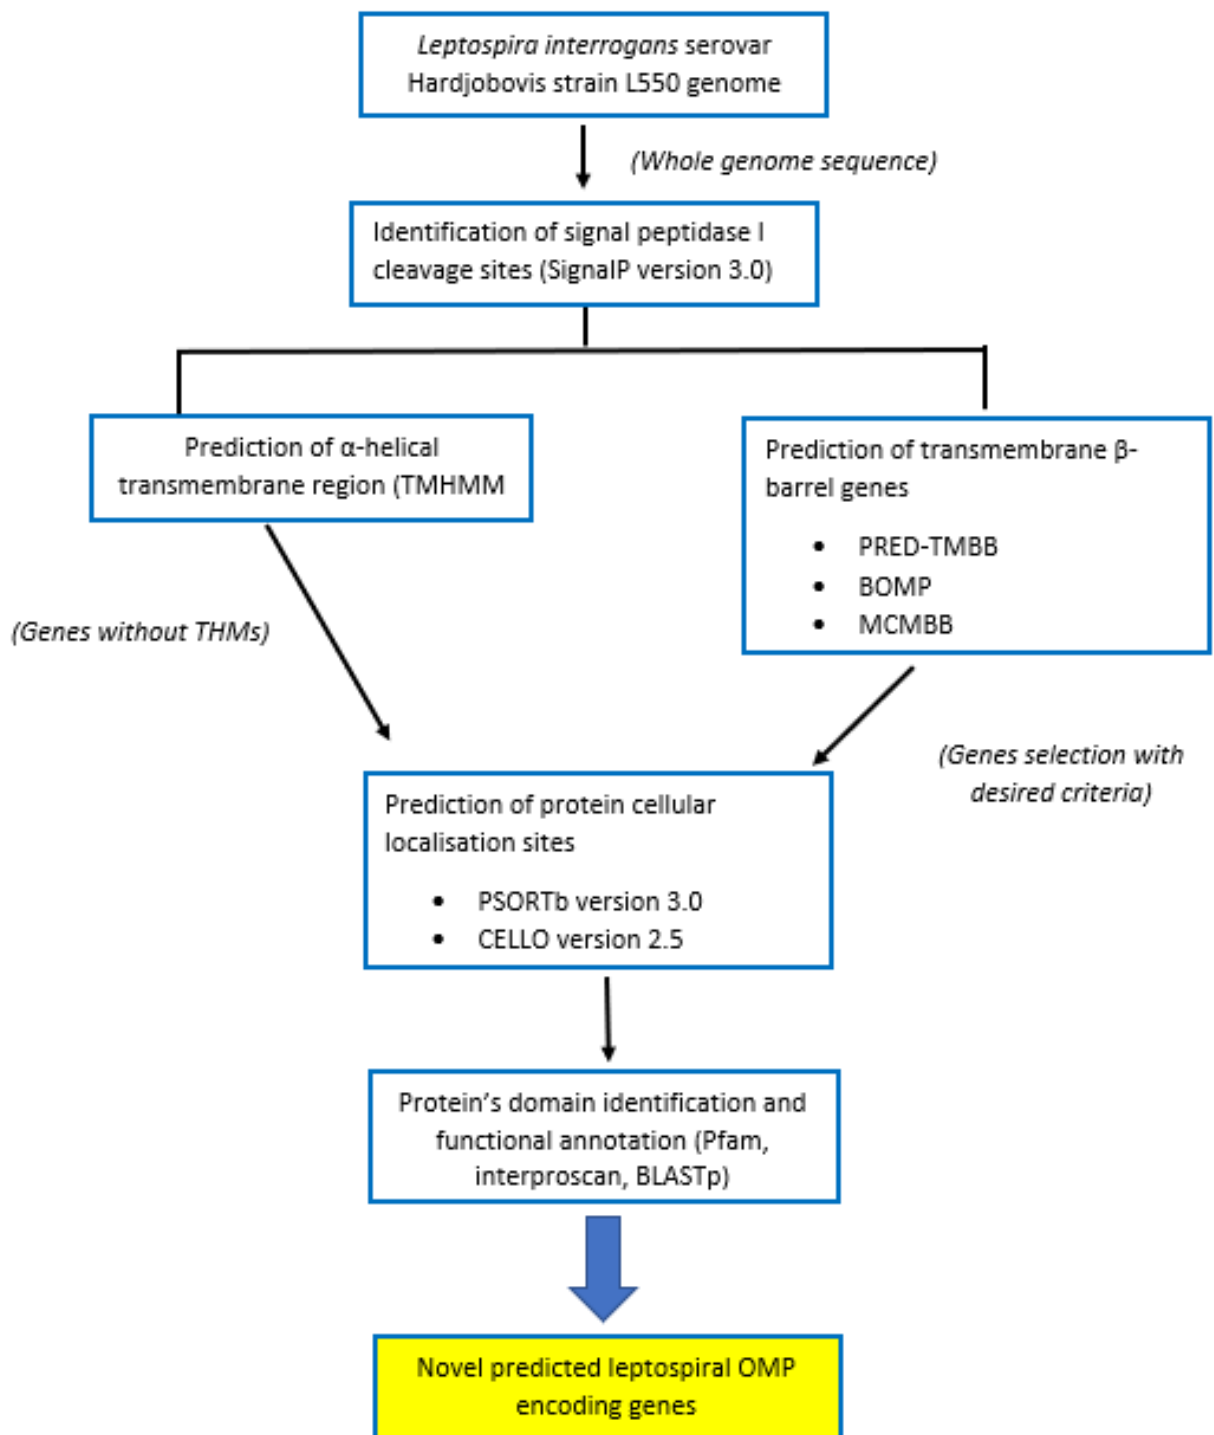 Leptospira interrogans serovar
Hardjobovis strain L550 genome
(Whole genome sequence)
Identification of signal peptidase I
cleavage sites (SignalP version 3.0)
Prediction of α-helical
transmembrane region (TMHMM
Prediction of transmembrane β-
barrel genes
• PRED-TMBB
• BOMP
• MCMBB
(Genes without THMs)
(Genes selection with
desired criteria)
Prediction of protein cellular
localisation sites
• PSORTb version 3.0
• CELLO version 2.5
Protein's domain identification and
functional annotation (Pfam,
interproscan, BLASTp)
Novel predicted leptospiral OMP
encoding genes